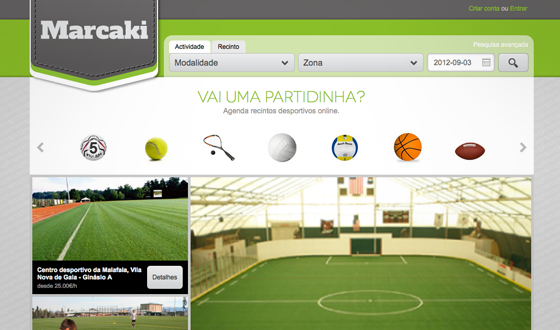 Criar conta ou Entrar
Marcaki
Actividade Recinto
Pesquisa avançada
Modalidade Zona 2012-09-03
VAI UMA PARTIDINHA?
Agenda recintos desportivos online.
5
Centro desportivo da Malafaia, Vila
Nova de Gaia - Ginásio A
desde 25.00€/h
Detalhes